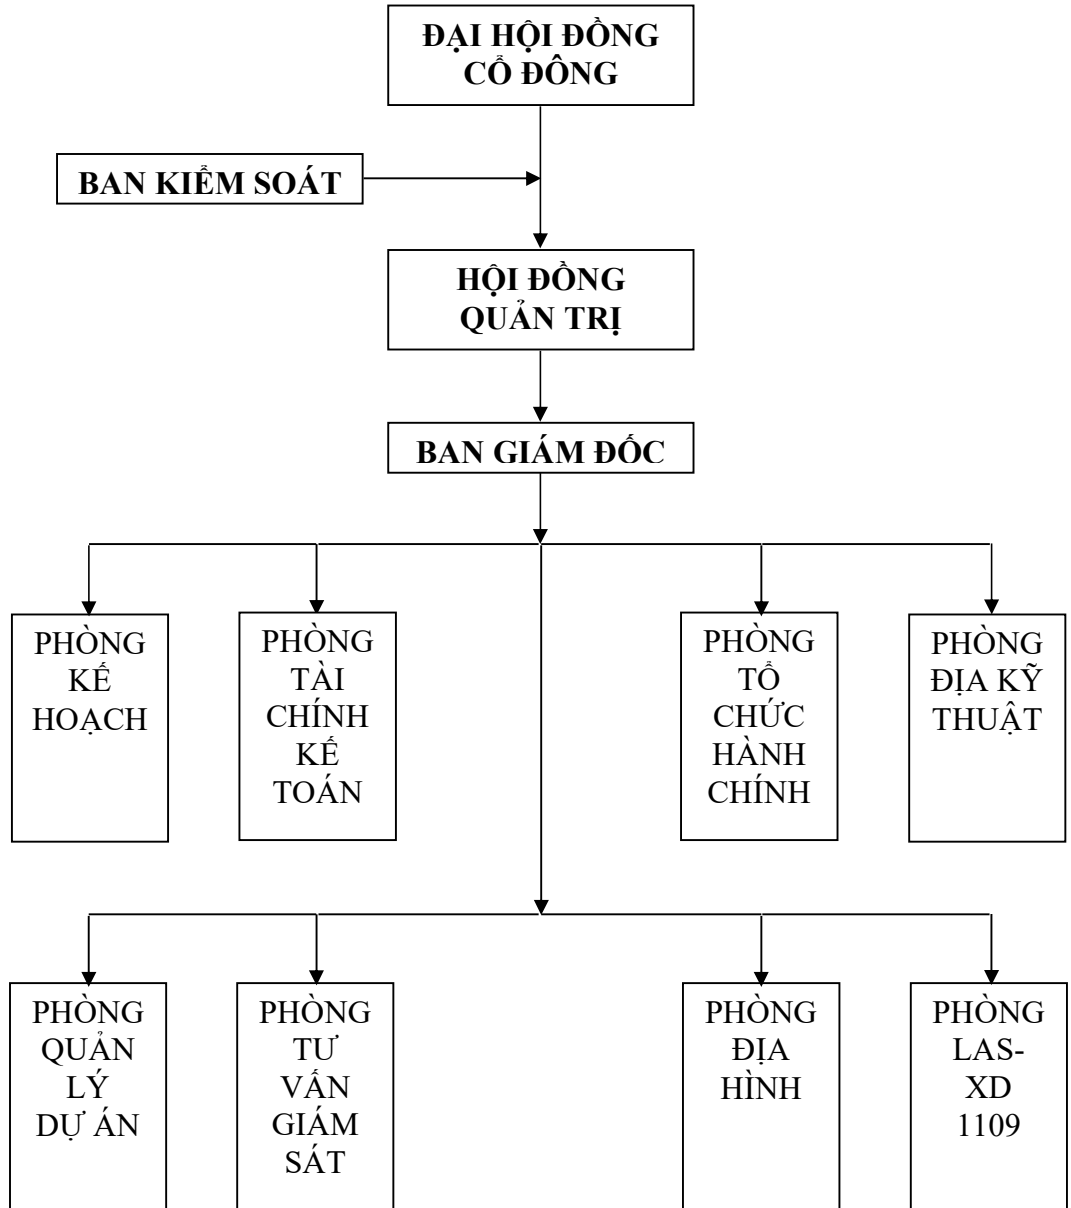 ĐẠI HỘI ĐỒNG
CỔ ĐÔNG
BAN KIỂM SOÁT
HỘI ĐỒNG
QUẢN TRỊ
BAN GIÁM ĐỐC
PHÒNG
KẾ
HOẠCH
PHÒNG
TÀI
CHÍNH
KẾ
TOÁN
PHÒNG
TỔ
CHỨC
HÀNH
CHÍNH
PHÒNG
ĐỊA KỸ
THUẬT
PHÒNG
QUẢN
LÝ
DỰ ÁN
PHÒNG
TƯ
VẤN
GIÁM
SÁT
PHÒNG
ĐỊA
HÌNH
PHÒNG
LAS-
XD
1109